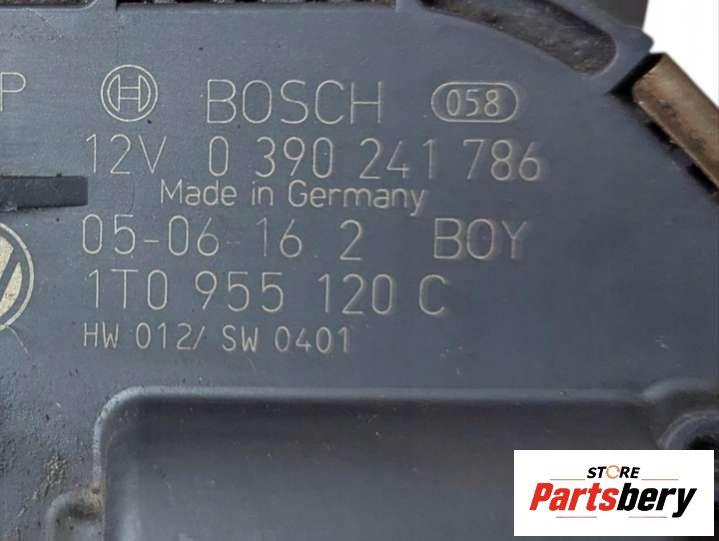 P BOSCH 058
12V 0 390 241 786
Made in Germany
05-06 16 2 BOY
1T0 955 120 C
HW 012/ SW 0401
STORE
Partsbery